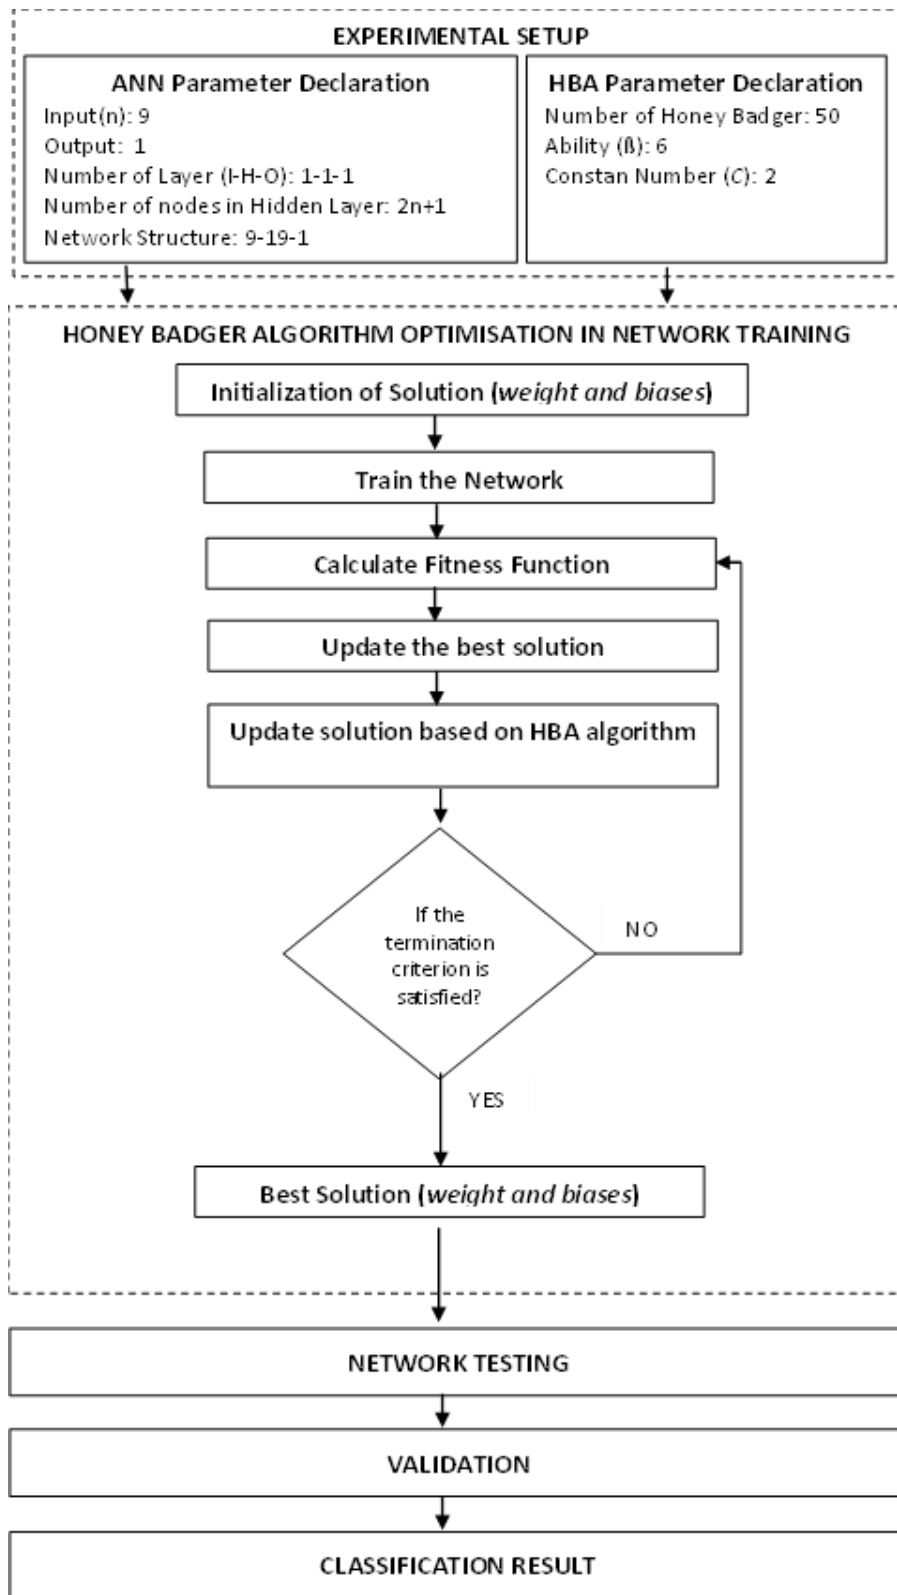 EXPERIMENTAL SETUP
ANN Parameter Declaration
Input(n): 9
Output: 1
Number of Layer (I-H-O): 1-1-1
Number of nodes in Hidden Layer: 2n+1
Network Structure: 9-19-1
HBA Parameter Declaration
Number of Honey Badger: 50
Ability (ß): 6
Constan Number (C): 2
HONEY BADGER ALGORITHM OPTIMISATION IN NETWORK TRAINING
Initialization of Solution (weight and biases)
Train the Network
Calculate Fitness Function
Update the best solution
Update solution based on HBA algorithm
If the
termination
criterion is
satisfied?
NO
YES
Best Solution (weight and biases)
NETWORK TESTING
VALIDATION
CLASSIFICATION RESULT